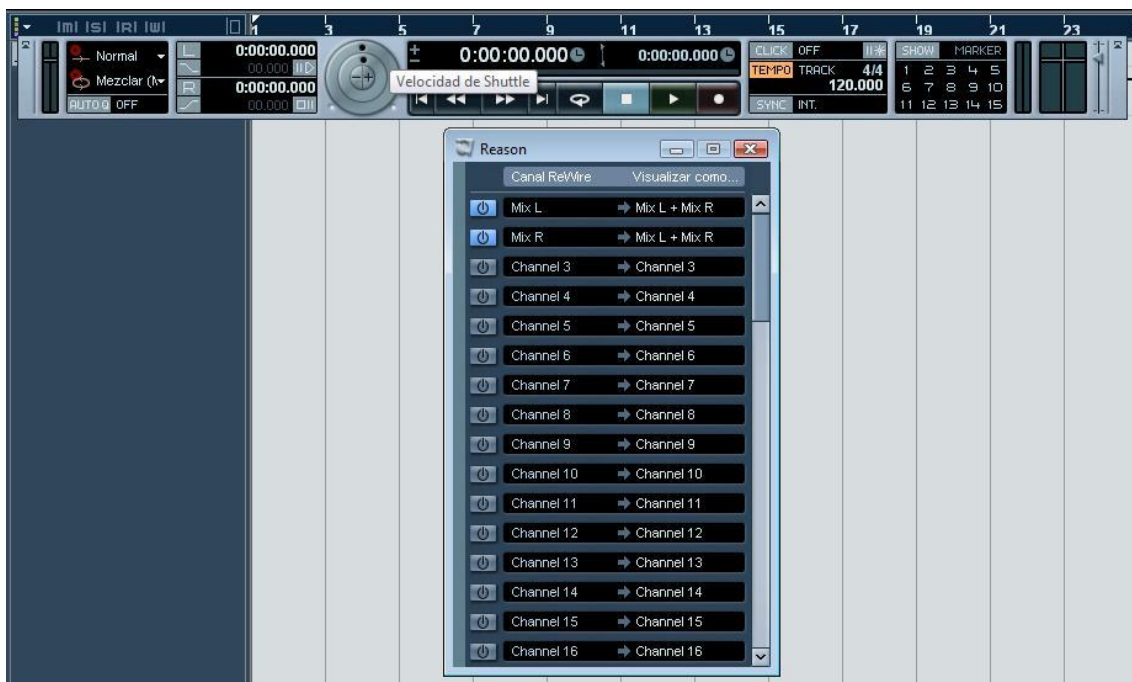 |M| |S| |R| |W|
1 3 5 7 9 11 13 15 17 19 21 23
Normal
L
0:00:00.000
00.000
0:00:00.000
0:00:00.000
CLICK OFF
SHOW MARKER
Velocidad de Shuttle
Mezclar (M
R
0:00:00.000
00.000
TEMPO TRACK 4/4
120.000
1 2 3 4 5
6 7 8 9 10
AUTO Q OFF
SYNC INT.
11 12 13 14 15
Reason
Canal ReWire Visualizar como...
Mix L Mix L + Mix R
Mix R Mix L + Mix R
Channel 3 Channel 3
Channel 4 Channel 4
Channel 5 Channel 5
Channel 6 Channel 6
Channel 7 Channel 7
Channel 8 Channel 8
Channel 9 Channel 9
Channel 10 Channel 10
Channel 11 Channel 11
Channel 12 Channel 12
Channel 13 Channel 13
Channel 14 Channel 14
Channel 15 Channel 15
Channel 16 Channel 16